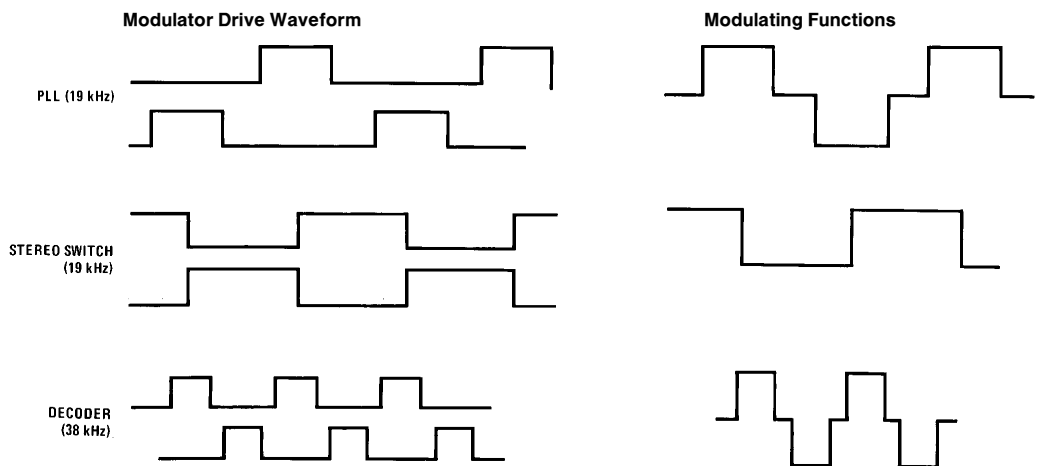 Modulator Drive Waveform
Modulating Functions
PLL (19 kHz)
STEREO SWITCH
(19 kHz)
DECODER
(38 kHz)